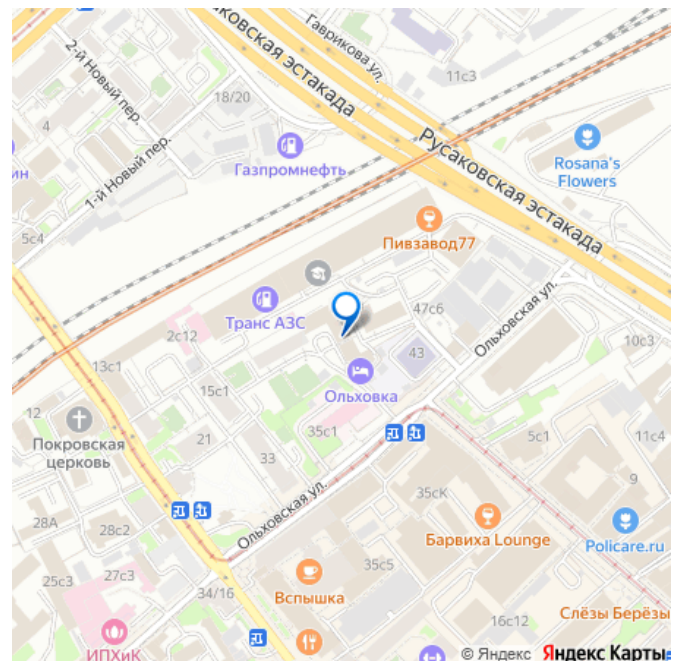 2-й Новый пер.
Гаврикова ул.
Русаковская эстакада
11с3
18/20
4
ин
1-й Новый пер.
Газпромнефть
Русаковская эстакада
Rosana's
Flowers
5с4
Пивзавод77
Транс АЗС
47с6
Ольховская ул.
2с12
10с3
13с1
43
15с1
Ольховка
12
Покровская
церковь
21
35с1
5с1
11с4
33
9
35сК
28А
28с2
Ольховская ул.
Барвиха Lounge
Policare.ru
25с3
27с3
34/16
35с5
Вспышка
Слёзы Берёзы
16с12
ИПХиК
© Яндекс Яндекс Карты